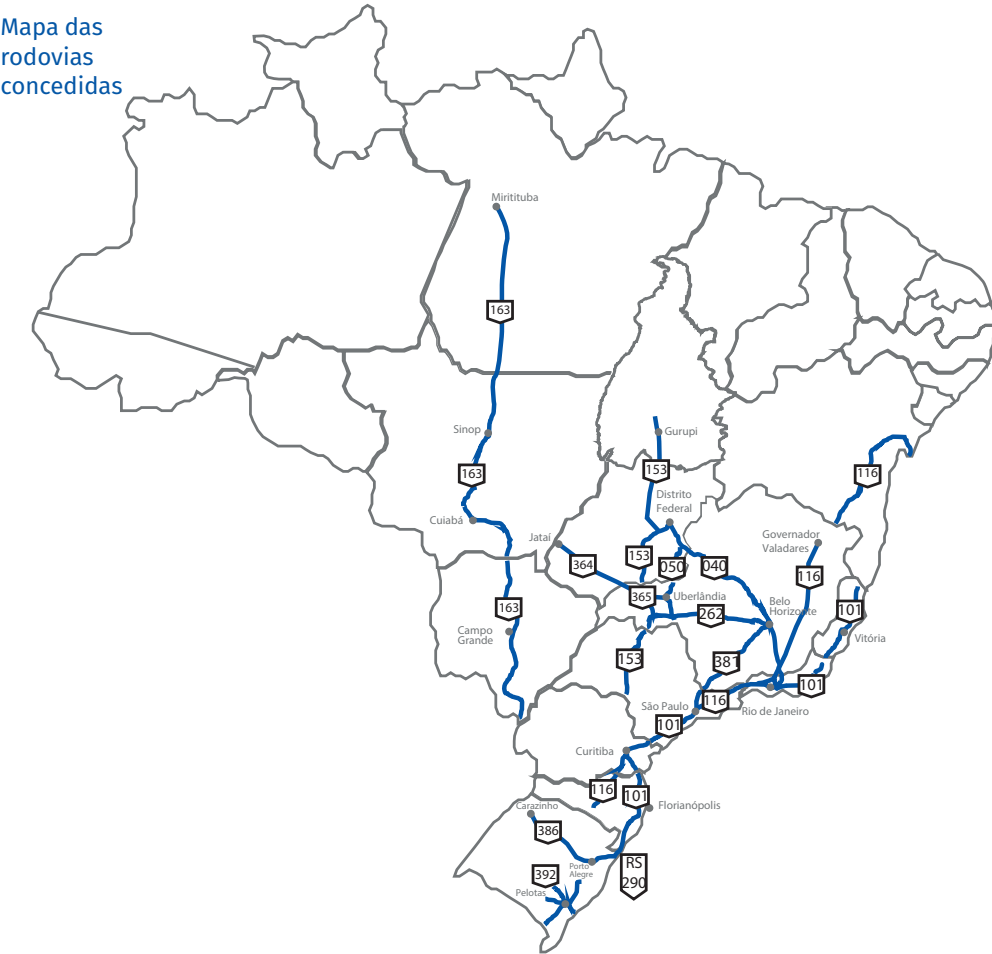 Mapa das
rodovias
concedidas
Miritituba
163
Sinop
Gurupi
153
163
116
Distrito
Federal
Cuiabá
Jataí
Governador
Valadares
153
050
040
364
116
365
Uberlândia
Belo
Horizonte
163
262
101
Campo
Grande
Vitória
153
381
101
116
São Paulo
Rio de Janeiro
101
Curitiba
116
101
Carazinho
Florianópolis
386
RS
290
Porto
Alegre
392
Pelotas